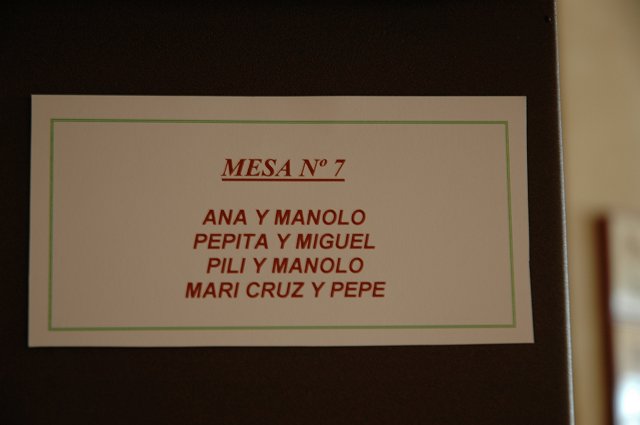 MESA Nº 7
ANA Y MANOLO
PEPITA Y MIGUEL
PILI Y MANOLO
MARI CRUZ Y PEPE